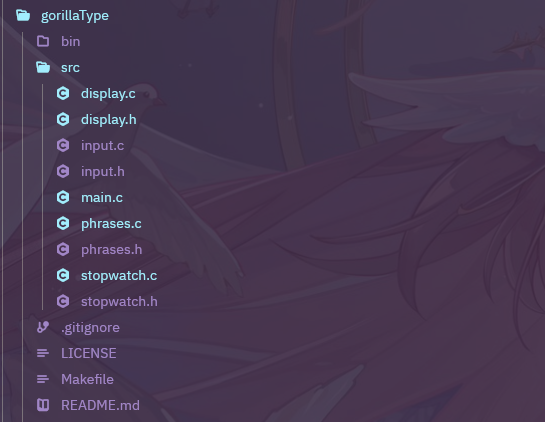 gorillaType
bin
src
display.c
display.h
input.c
input.h
main.c
phrases.c
phrases.h
stopwatch.c
stopwatch.h
.gitignore
LICENSE
Makefile
README.md